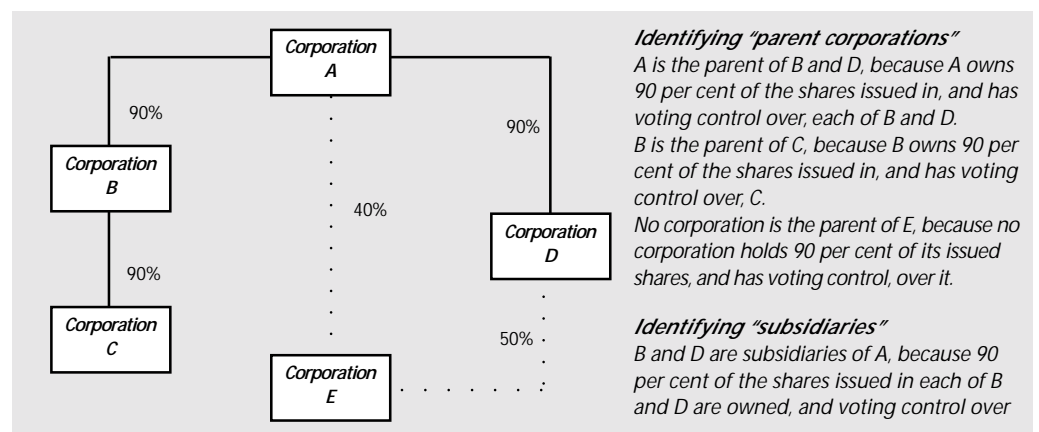 Corporation
A
90%
90%
Corporation
B
40%
Corporation
D
90%
Corporation
C
50%
Corporation
E
Identifying “parent corporations”
A is the parent of B and D, because A owns
90 per cent of the shares issued in, and has
voting control over, each of B and D.
B is the parent of C, because B owns 90 per
cent of the shares issued in, and has voting
control over, C.
No corporation is the parent of E, because no
corporation holds 90 per cent of its issued
shares, and has voting control, over it.
Identifying “subsidiaries”
B and D are subsidiaries of A, because 90
per cent of the shares issued in each of B
and D are owned, and voting control over